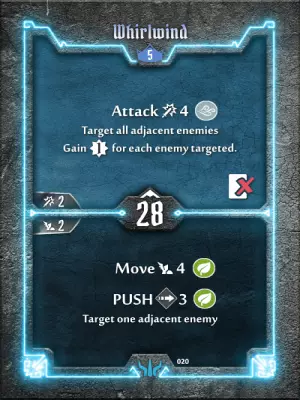 Whirlwind
5
Attack 4
Target all adjacent enemies
Gain 1 for each enemy targeted.
2
28
2
Move 4
PUSH 3
Target one adjacent enemy
020